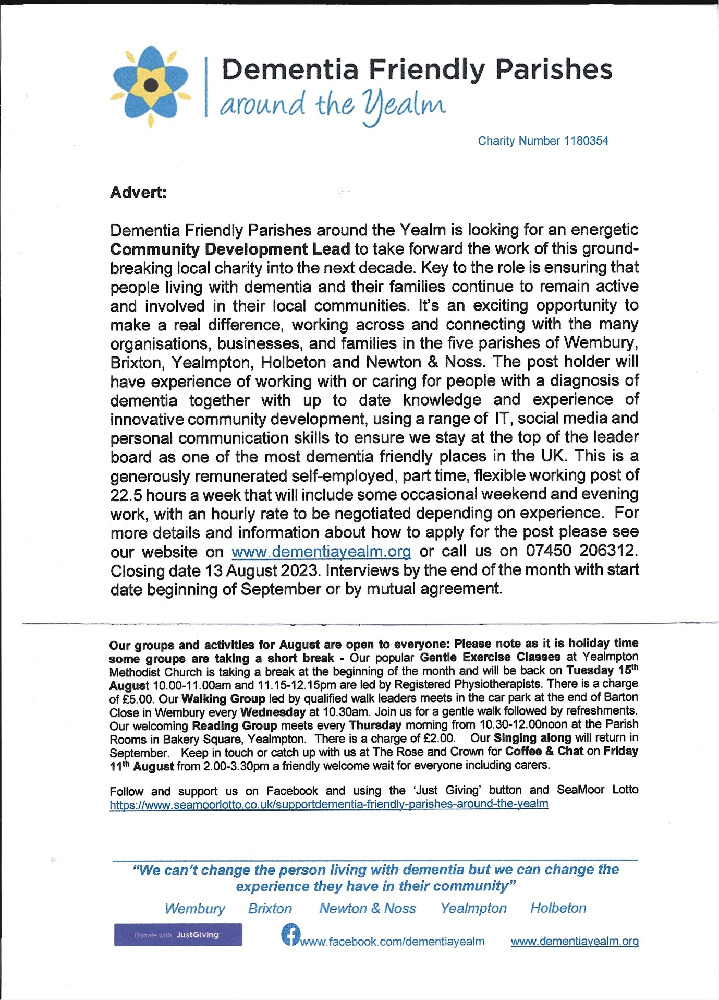 Dementia Friendly Parishes
around the Yealm
Charity Number 1180354
Advert:
Dementia Friendly Parishes around the Yealm is looking for an energetic
Community Development Lead to take forward the work of this ground-
breaking local charity into the next decade. Key to the role is ensuring that
people living with dementia and their families continue to remain active
and involved in their local communities. It's an exciting opportunity to
make a real difference, working across and connecting with the many
organisations, businesses, and families in the five parishes of Wembury,
Brixton, Yealmpton, Holbeton and Newton & Noss. The post holder will
have experience of working with or caring for people with a diagnosis of
dementia together with up to date knowledge and experience of
innovative community development, using a range of IT, social media and
personal communication skills to ensure we stay at the top of the leader
board as one of the most dementia friendly places in the UK. This is a
generously remunerated self-employed, part time, flexible working post of
22.5 hours a week that will include some occasional weekend and evening
work, with an hourly rate to be negotiated depending on experience. For
more details and information about how to apply for the post please see
our website on www.dementiayealm.org or call us on 07450 206312.
Closing date 13 August 2023. Interviews by the end of the month with start
date beginning of September or by mutual agreement.
Our groups and activities for August are open to everyone: Please note as it is holiday time
some groups are taking a short break - Our popular Gentle Exercise Classes at Yealmpton
Methodist Church is taking a break at the beginning of the month and will be back on Tuesday 15th
August 10.00-11.00am and 11.15-12.15pm are led by Registered Physiotherapists. There is a charge
of £5.00. Our Walking Group led by qualified walk leaders meets in the car park at the end of Barton
Close in Wembury every Wednesday at 10.30am. Join us for a gentle walk followed by refreshments.
Our welcoming Reading Group meets every Thursday morning from 10.30-12.00noon at the Parish
Rooms in Bakery Square, Yealmpton. There is a charge of £2.00. Our Singing along will return in
September. Keep in touch or catch up with us at The Rose and Crown for Coffee & Chat on Friday
11th August from 2.00-3.30pm a friendly welcome wait for everyone including carers.
Follow and support us on Facebook and using the 'Just Giving' button and SeaMoor Lotto
https://www.seamoorlotto.co.uk/supportdementia-friendly-parishes-around-the-yealm
"We can't change the person living with dementia but we can change the
experience they have in their community"
Wembury Brixton Newton & Noss Yealmpton Holbeton
Donate with JustGiving www.facebook.com/dementiayealm www.dementiayealm.org